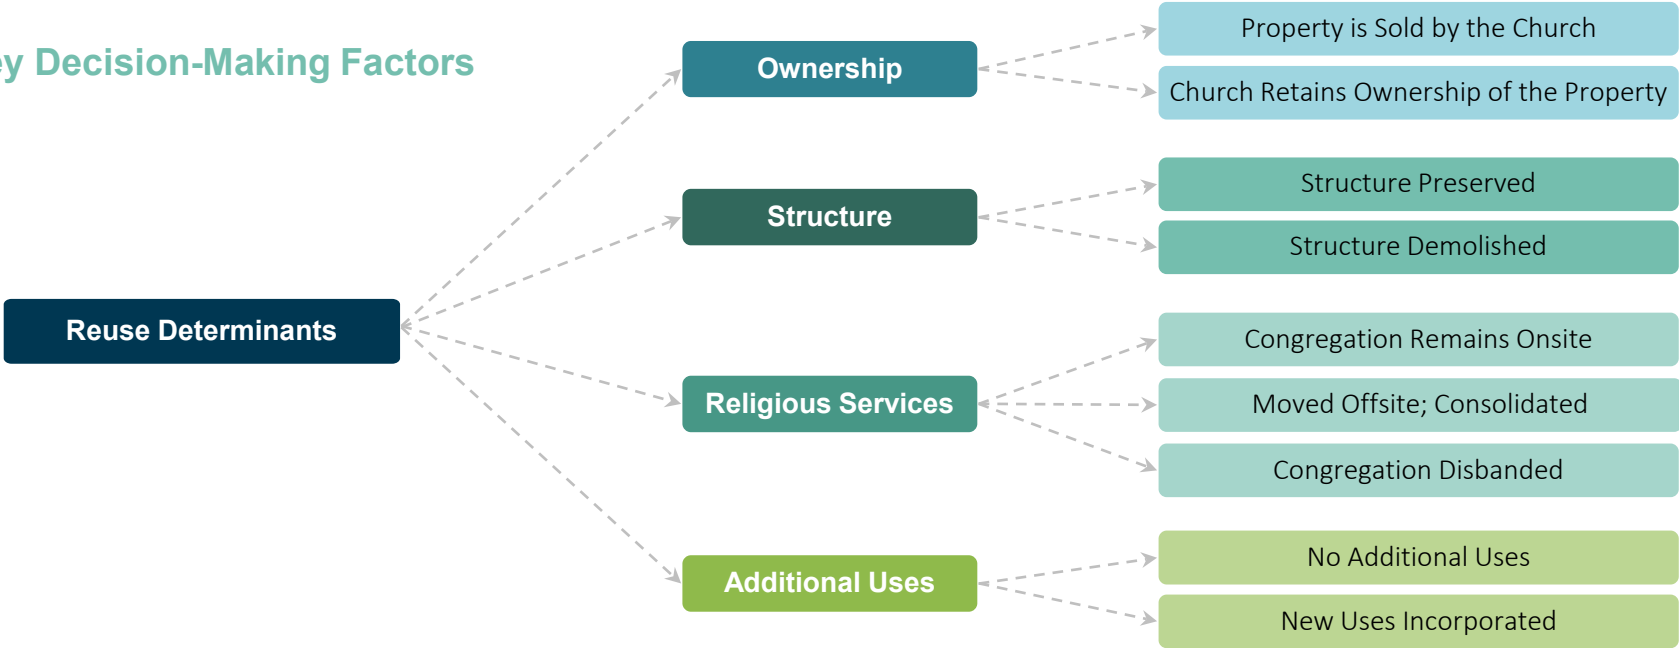 ey Decision-Making Factors
Reuse Determinants
Ownership
Property is Sold by the Church
Church Retains Ownership of the Property
Structure
Structure Preserved
Structure Demolished
Religious Services
Congregation Remains Onsite
Moved Offsite; Consolidated
Congregation Disbanded
Additional Uses
No Additional Uses
New Uses Incorporated